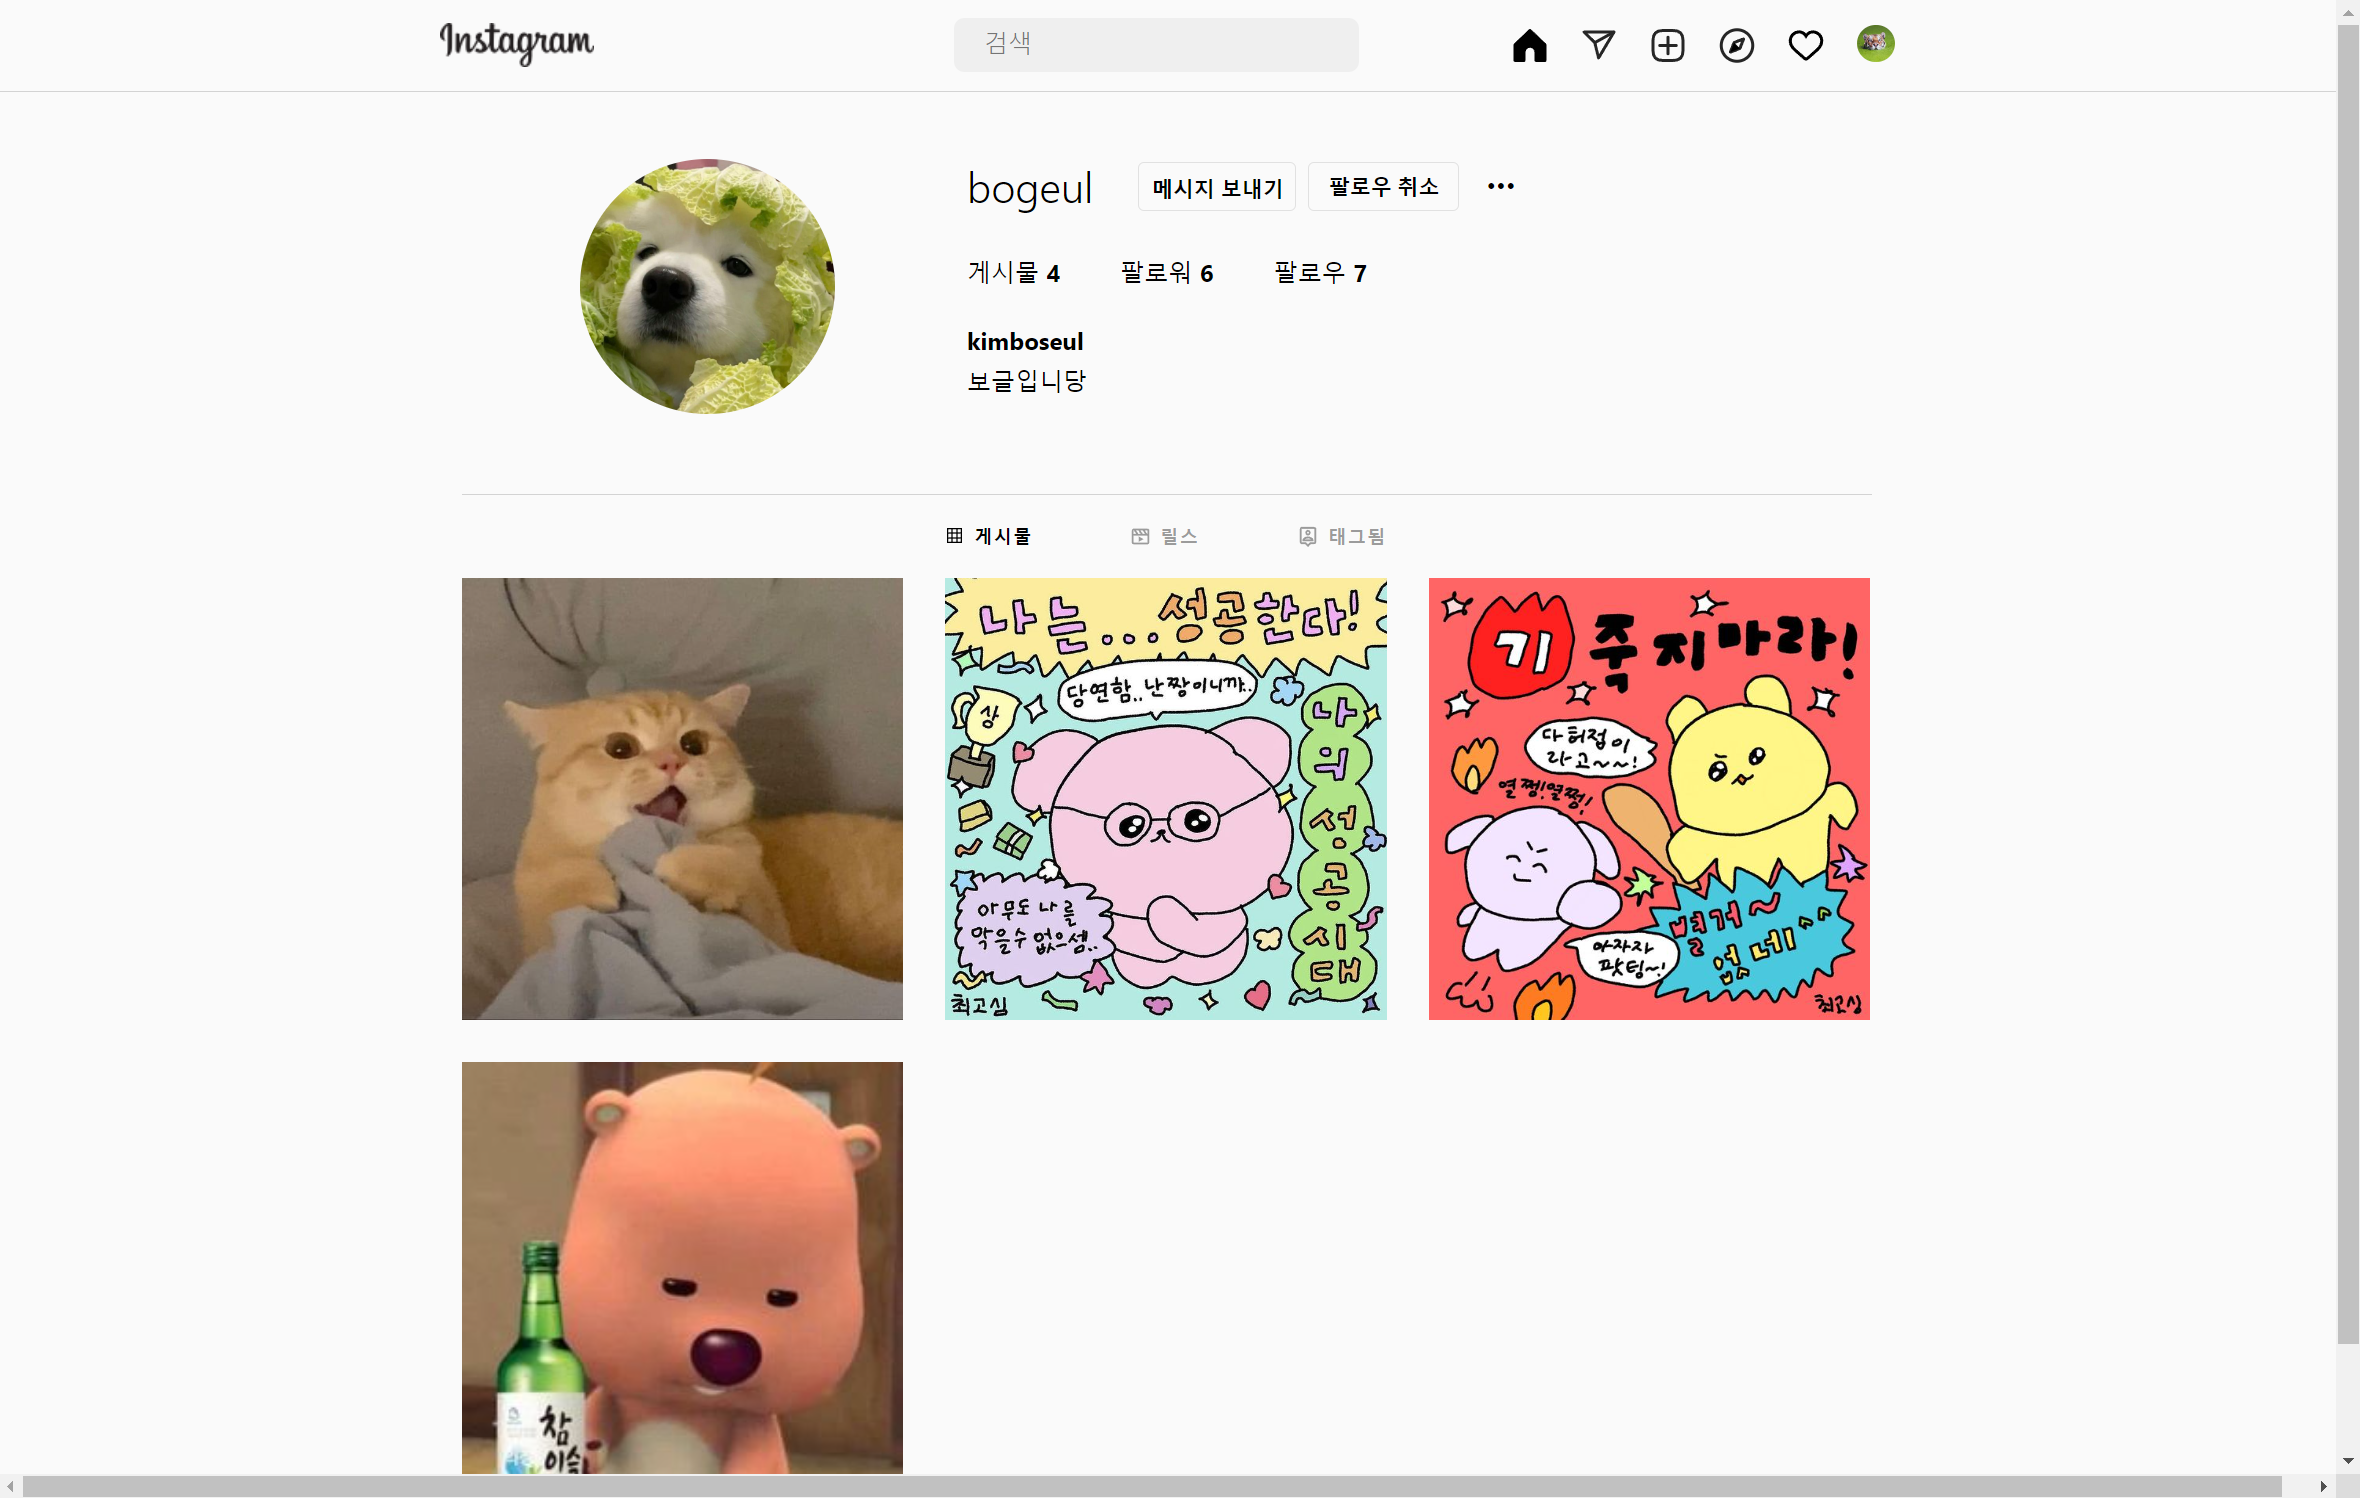 Instagram
검색
bogeul
메시지 보내기
팔로우 취소
게시물 4
팔로워 6
팔로우 7
kimboseul
보글입니당
게시물
릴스
태그됨
나는...성공한다!
당연함..난짱이니까..
상
나의 성공시대
아무도 나를
막을수 없으셈..
최고심
기죽지마라!
다 허접이
라고~~!
열쩡!열쩡!
별거~
없네^^
아자자
팟팅~!
최고심
참
이슬